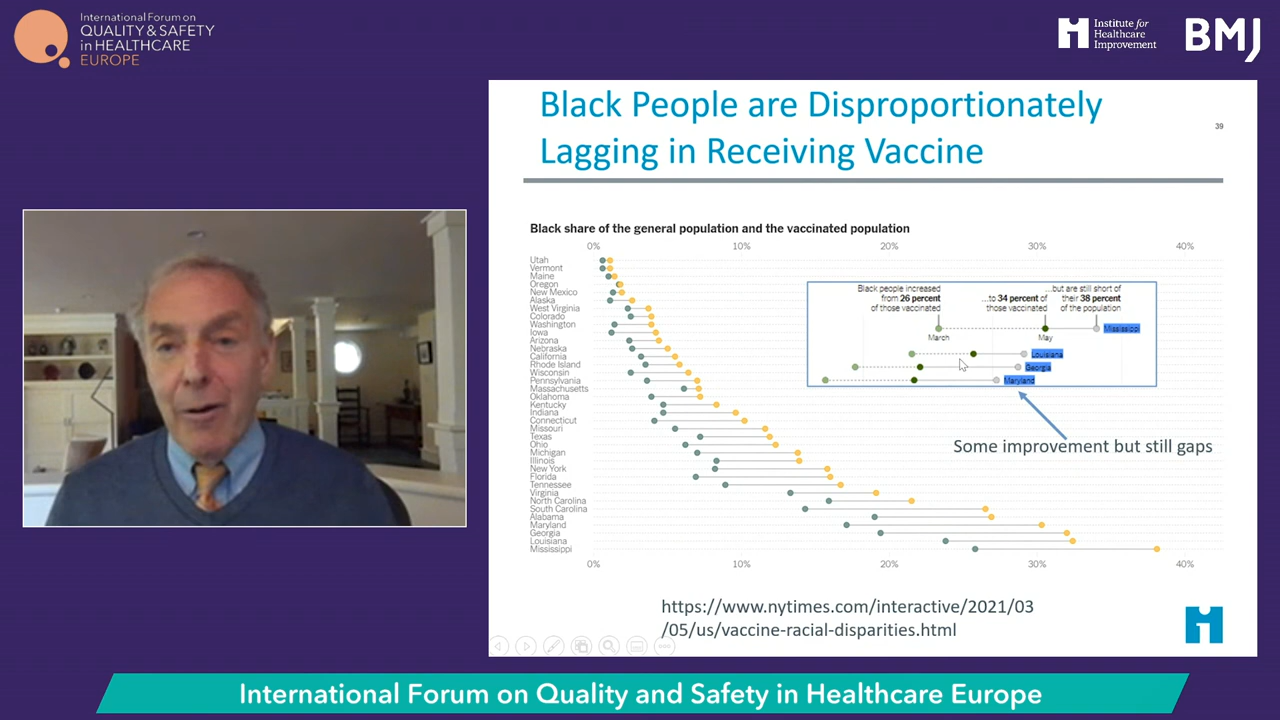 International Forum on
QUALITY & SAFETY
in HEALTHCARE
EUROPE
Institute for
Healthcare
Improvement
BMJ
Black People are Disproportionately
Lagging in Receiving Vaccine
39
Black share of the general population and the vaccinated population
0% 10% 20% 30% 40%
Utah
Vermont
Maine
Oregon
New Mexico
Alaska
West Virginia
Colorado
Washington
Iowa
Arizona
Nebraska
California
Rhode Island
Wisconsin
Pennsylvania
Massachusetts
Oklahoma
Kentucky
Indiana
Connecticut
Missouri
Texas
Ohio
Michigan
Illinois
New York
Florida
Tennessee
Virginia
North Carolina
South Carolina
Alabama
Maryland
Georgia
Louisiana
Mississippi
0% 10% 20% 30% 40%
Black people increased
from 26 percent
of those vaccinated
...to 34 percent of
those vaccinated
...but are still short of
their 38 percent
of the population
March
May
Mississippi
Louisiana
Georgia
Maryland
Some improvement but still gaps
https://www.nytimes.com/interactive/2021/03
/05/us/vaccine-racial-disparities.html
International Forum on Quality and Safety in Healthcare Europe